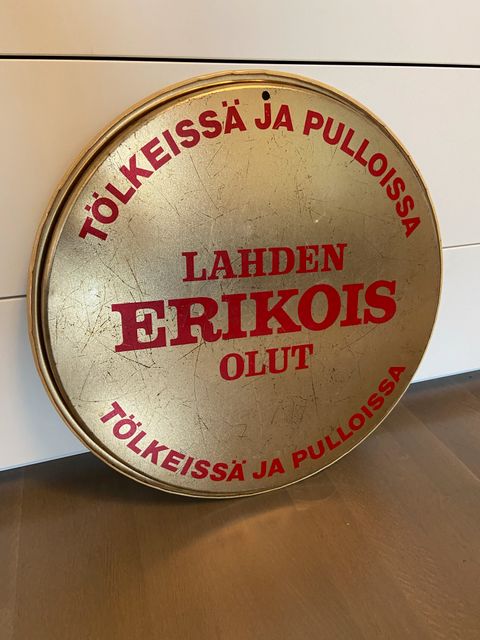 TÖLKEISSÄ JA PULLOISSA
LAHDEN
ERIKOIS
OLUT
TÖLKEISSÄ JA PULLOISSA